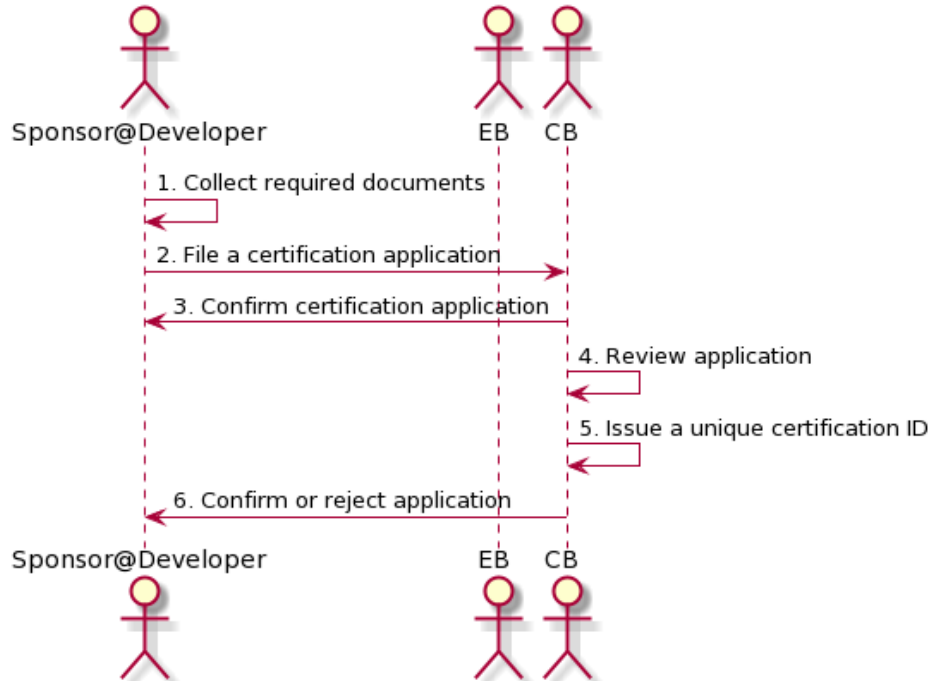 Sponsor@Developer
EB
CB
1. Collect required documents
2. File a certification application
3. Confirm certification application
4. Review application
5. Issue a unique certification ID
6. Confirm or reject application
Sponsor@Developer
EB
CB